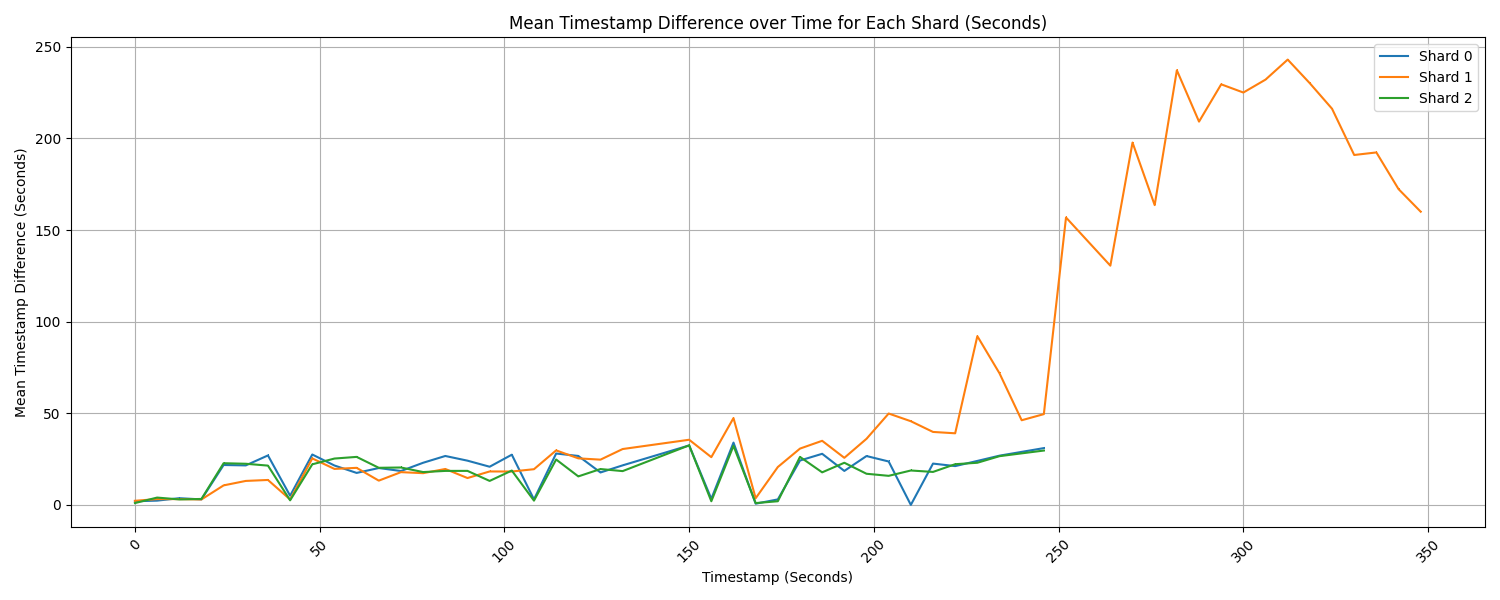 Mean Timestamp Difference over Time for Each Shard (Seconds)
250
200
150
100
50
0
Mean Timestamp Difference (Seconds)
Shard 0
Shard 1
Shard 2
0
50
100
150
200
250
300
350
Timestamp (Seconds)